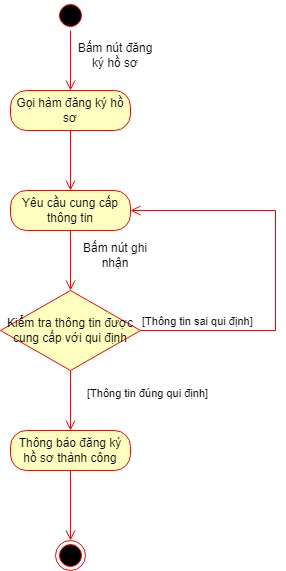 Bấm nút đăng
ký hồ sơ
Gọi hàm đăng ký hồ
sơ
Yêu cầu cung cấp
thông tin
Bấm nút ghi
nhận
Kiểm tra thông tin được
cung cấp với qui định
[Thông tin sai qui định]
[Thông tin đúng qui định]
Thông báo đăng ký
hồ sơ thành công